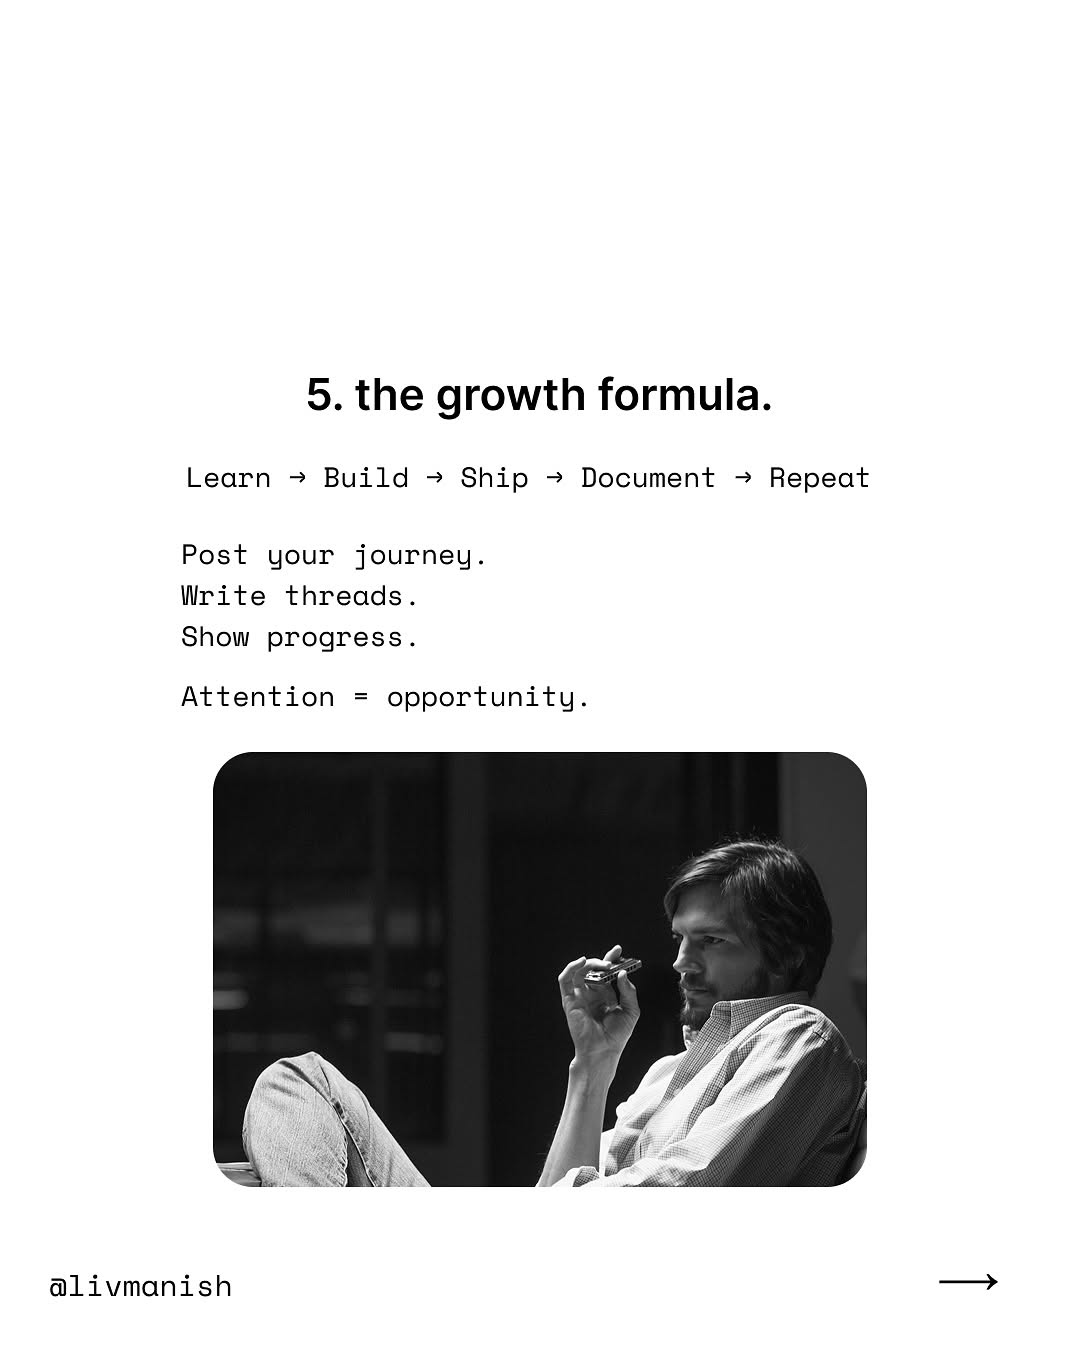 5. the growth formula.
Learn → Build → Ship → Document → Repeat
Post your journey.
Write threads.
Show progress.
Attention = opportunity.
@livmanish